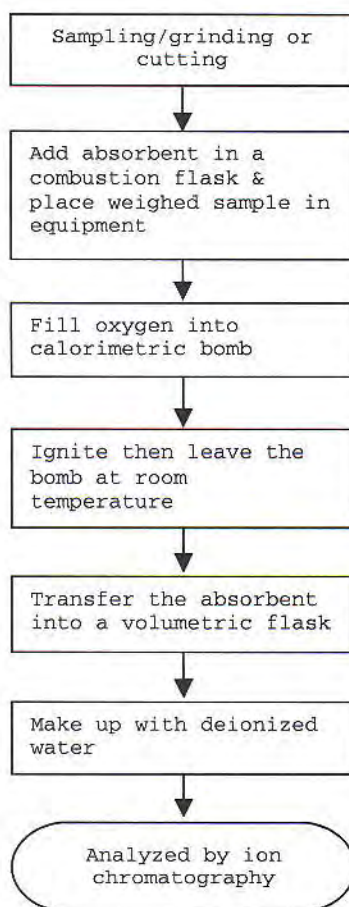 Sampling/grinding or
cutting
Add absorbent in a
combustion flask &
place weighed sample in
equipment
Fill oxygen into
calorimetric bomb
Ignite then leave the
bomb at room
temperature
Transfer the absorbent
into a volumetric flask
Make up with deionized
water
Analyzed by ion
chromatography